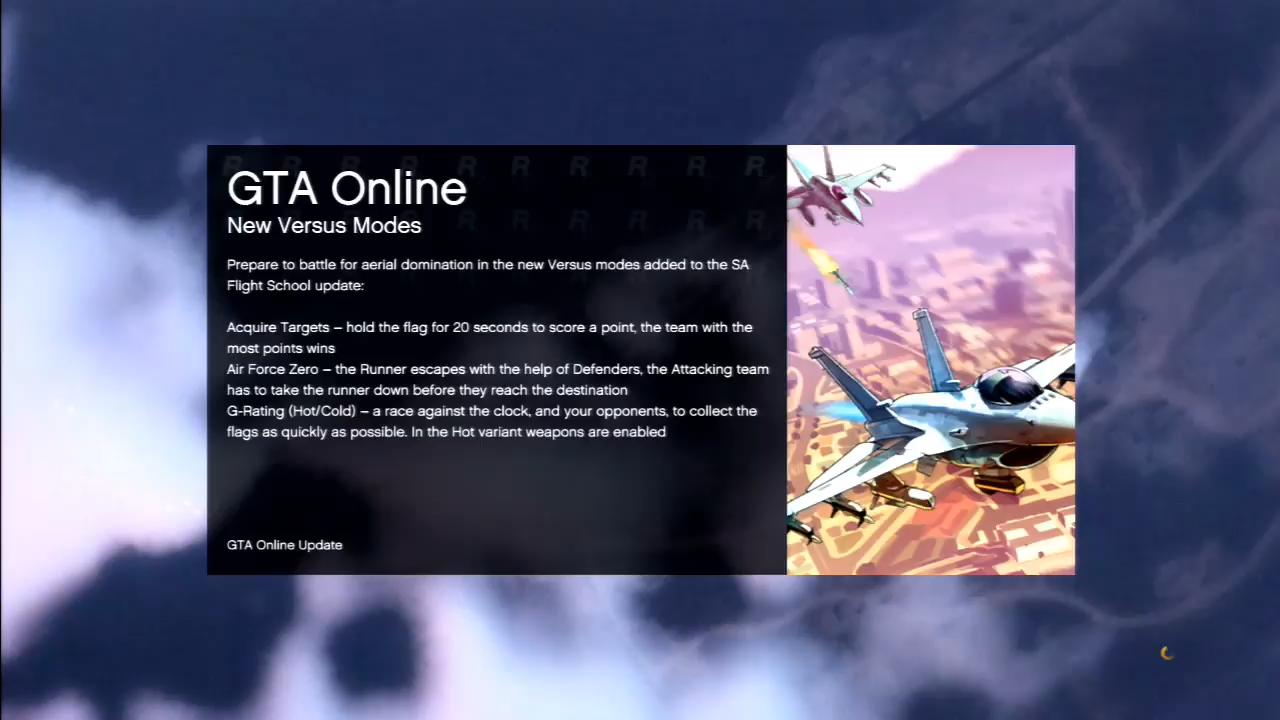 GTA Online
New Versus Modes
Prepare to battle for aerial domination in the new Versus modes added to the SA
Flight School update:
Acquire Targets – hold the flag for 20 seconds to score a point, the team with the
most points wins
Air Force Zero – the Runner escapes with the help of Defenders, the Attacking team
has to take the runner down before they reach the destination
G-Rating (Hot/Cold) – a race against the clock, and your opponents, to collect the
flags as quickly as possible. In the Hot variant weapons are enabled
GTA Online Update